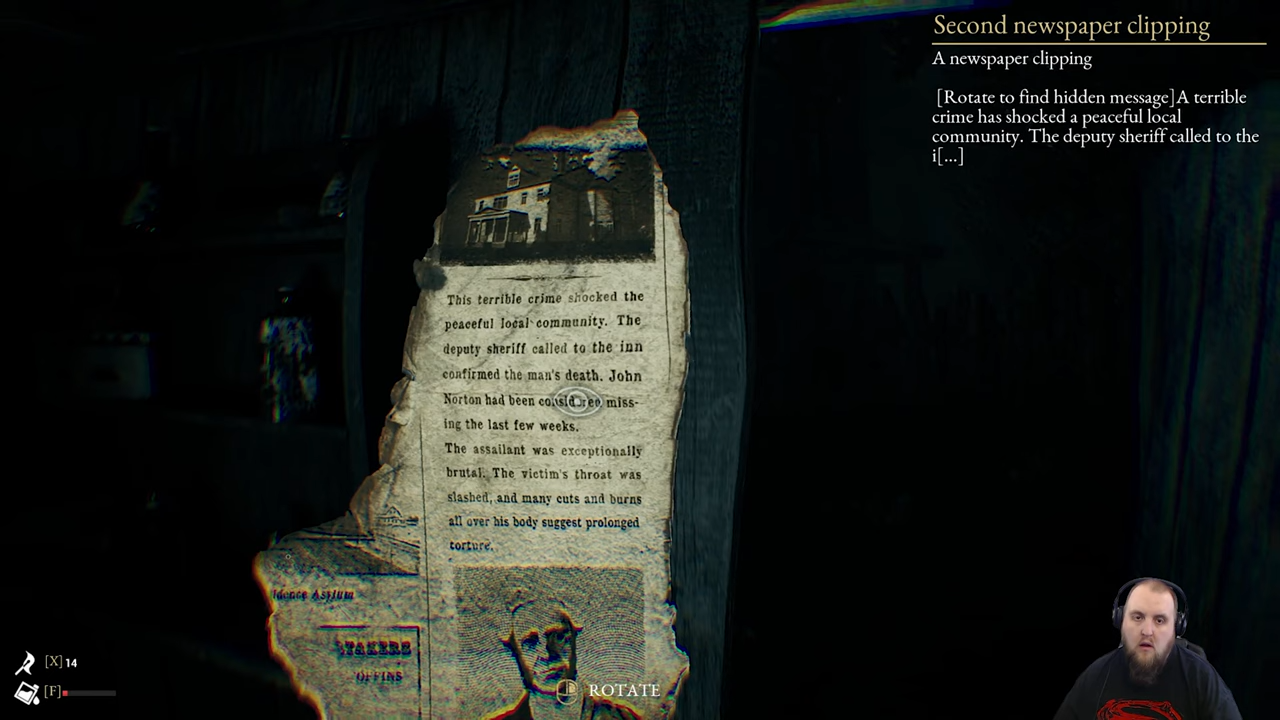 Second newspaper clipping
A newspaper clipping
[Rotate to find hidden message]A terrible
crime has shocked a peaceful local
community. The deputy sheriff called to the
i[...]
This terrible crime shocked the
peaceful local community. The
deputy sheriff called to the inn
confirmed the man's death. John
Norton had been considered miss-
ing the last few weeks.
The assailant was exceptionally
brutal. The victim's throat was
slashed, and many cuts and burns
all over his body suggest prolonged
torture.
idence Asylum
TAKERS
OFFINS
[X] 14
[F]
ROTATE